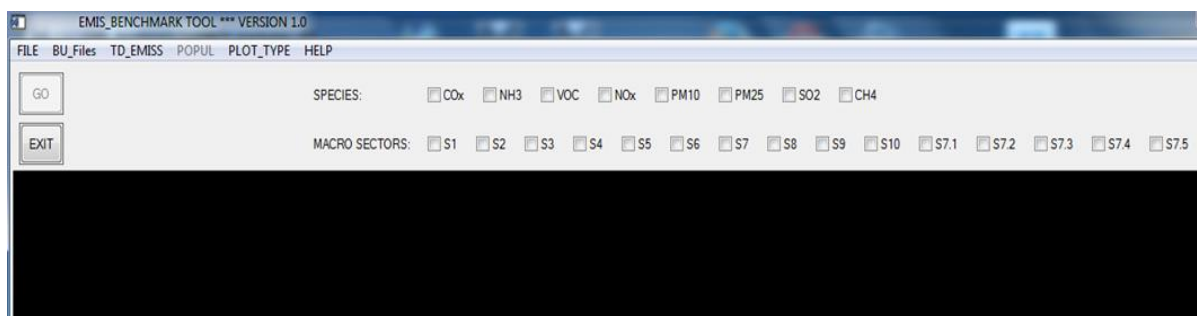 EMIS_BENCHMARK TOOL *** VERSION 1.0
FILE BU_Files TD_EMISS POPUL PLOT_TYPE HELP
GO SPECIES: COx NH3 VOC NOx PM10 PM25 SO2 CH4
EXIT MACRO SECTORS: S1 S2 S3 S4 S5 S6 S7 S8 S9 S10 S7.1 S7.2 S7.3 S7.4 S7.5